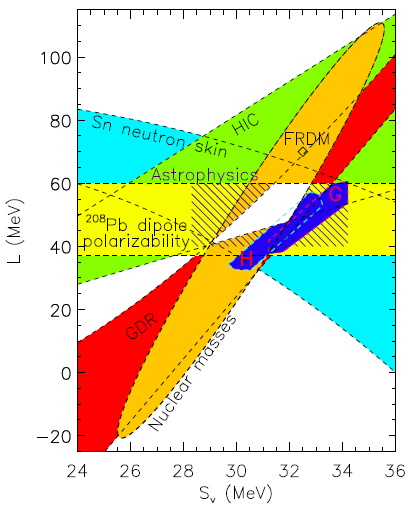 100
80
60
40
20
0
−20
L (MeV)
Sn neutron skin
HIC
FRDM
Astrophysics
208Pb dipole
polarizability
G
H
GDR
Nuclear masses
24 26 28 30 32 34 36
Sv (MeV)